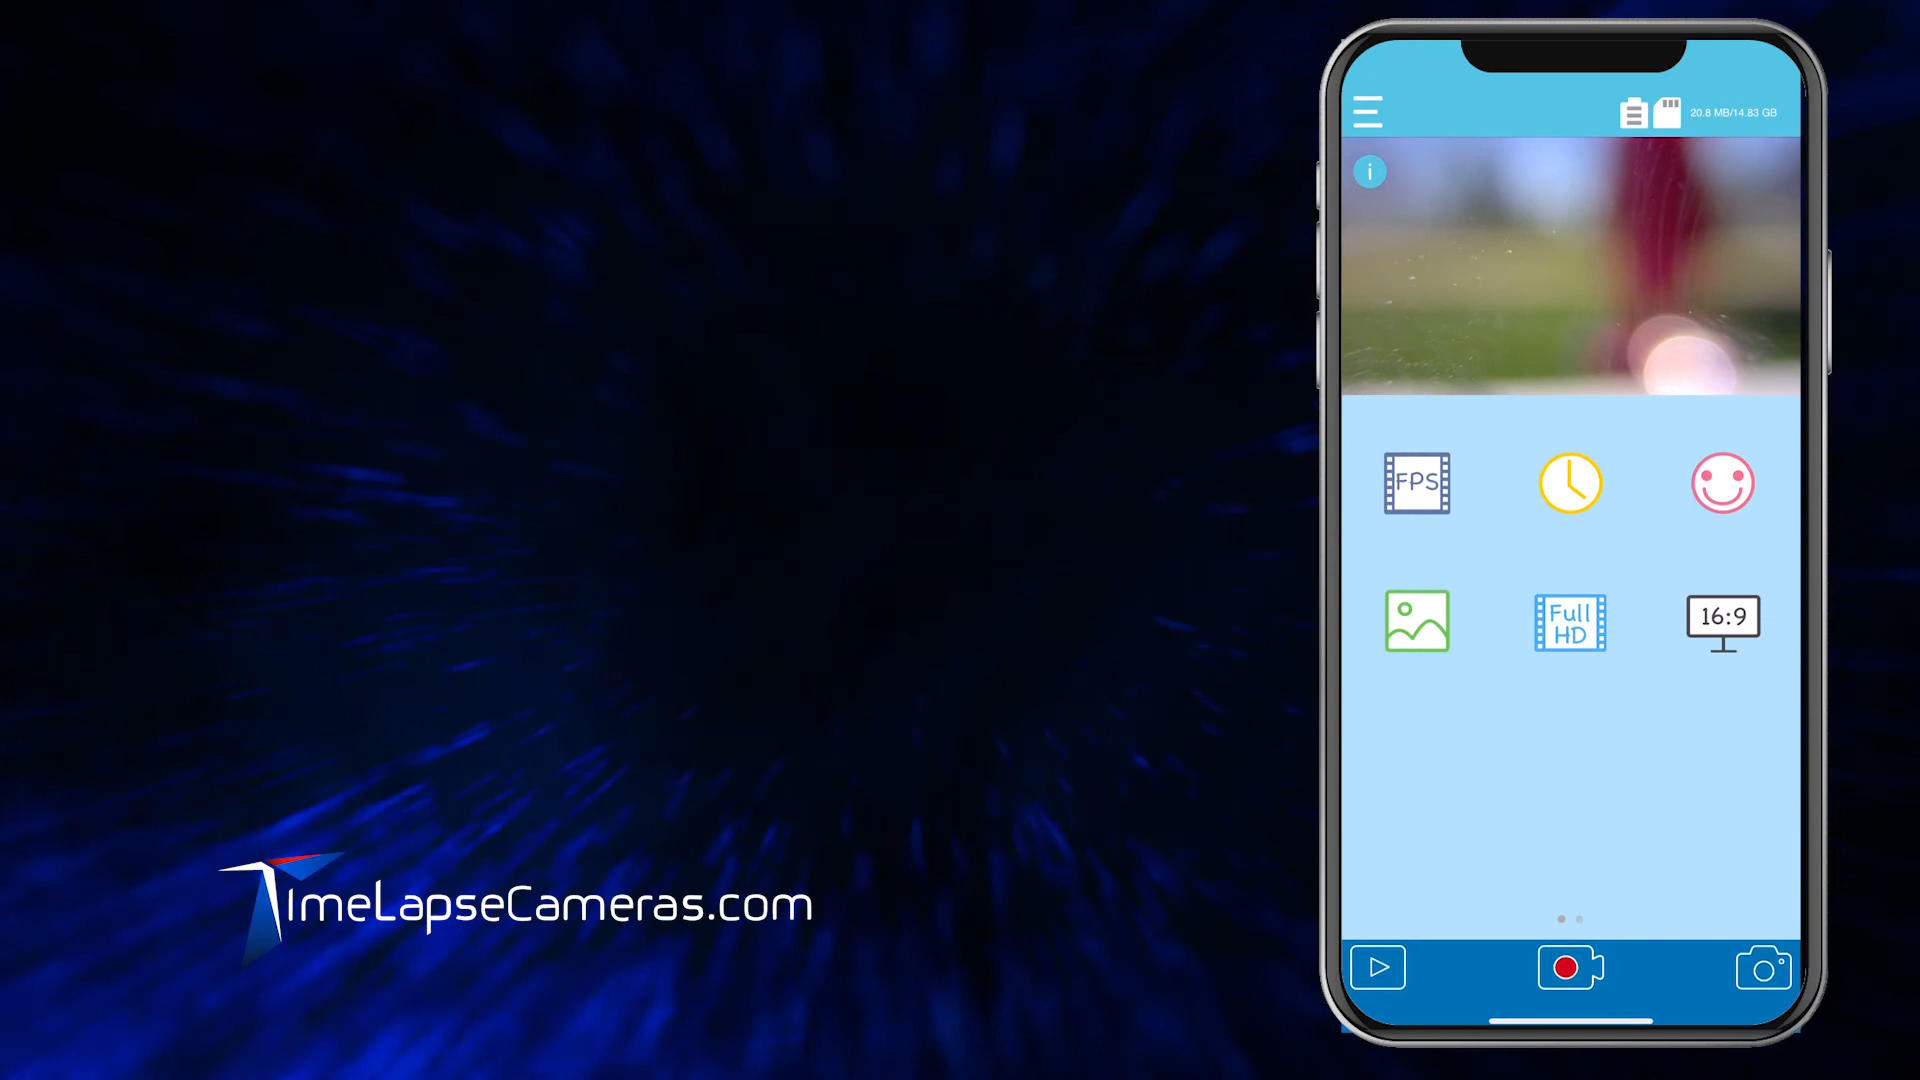 20.8 MB/14.83 GB
i
FPS
Full
HD
16:9
TImeLapseCameras.com